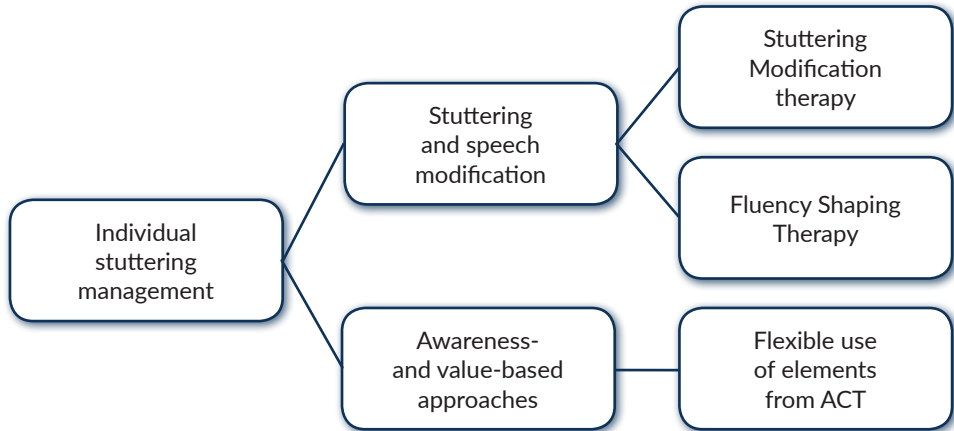 Individual
stuttering
management
Stuttering
and speech
modification
Stuttering
Modification
therapy
Fluency Shaping
Therapy
Awareness-
and value-based
approaches
Flexible use
of elements
from ACT